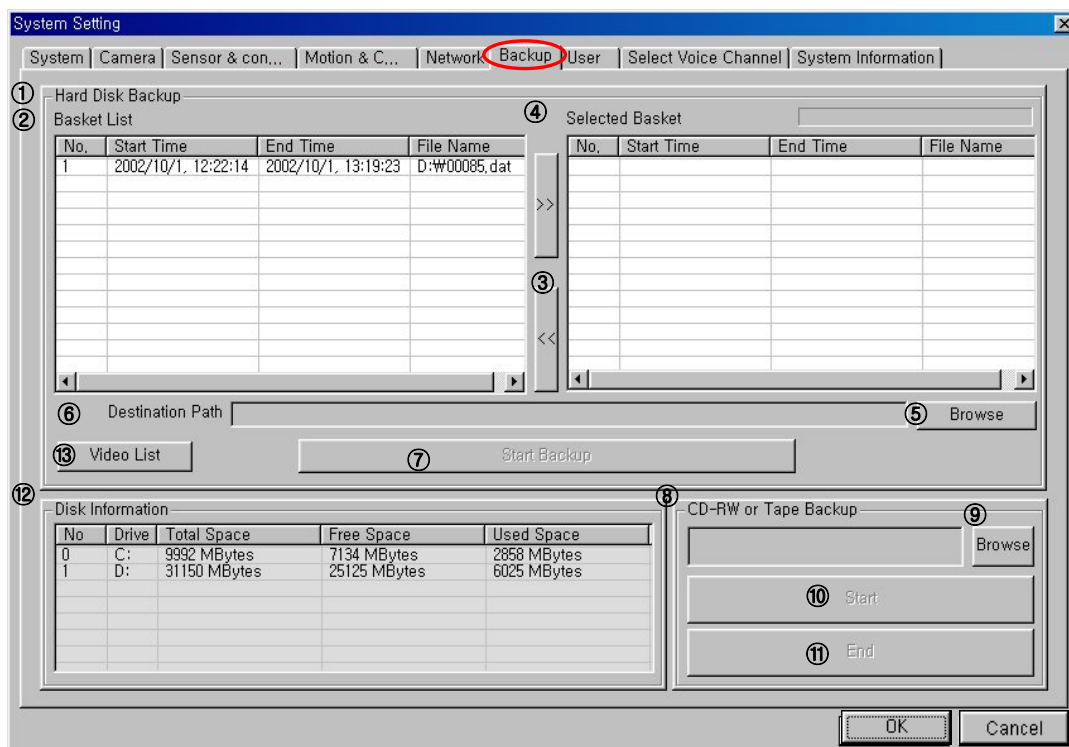 System Setting
System Camera Sensor & con... Motion & C... Network Backup User Select Voice Channel System Information
① Hard Disk Backup
② Basket List
No. Start Time End Time File Name
1 2002/10/1, 12:22:14 2002/10/1, 13:19:23 D:₩00085.dat
④ Selected Basket
No. Start Time End Time File Name
>>
③
<<
⑥ Destination Path ⑤ Browse
⑬ Video List ⑦ Start Backup
⑫ Disk Information
No Drive Total Space Free Space Used Space
0 C: 9992 MBytes 7134 MBytes 2858 MBytes
1 D: 31150 MBytes 25125 MBytes 6025 MBytes
⑧ CD-RW or Tape Backup
⑨ Browse
⑩ Start
⑪ End
OK Cancel